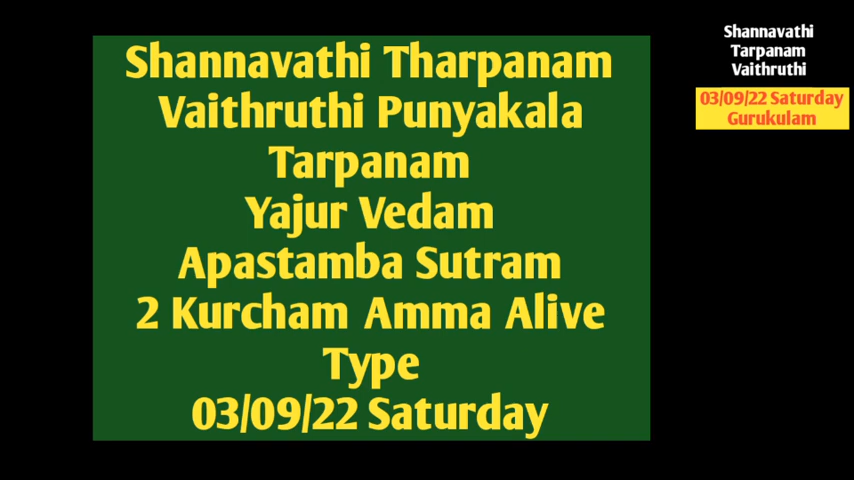 Shannavathi Tharpanam
Vaithruthi Punyakala
Tarpanam
Yajur Vedam
Apastamba Sutram
2 Kurcham Amma Alive
Type
03/09/22 Saturday
Shannavathi
Tarpanam
Vaithruthi
03/09/22 Saturday
Gurukulam